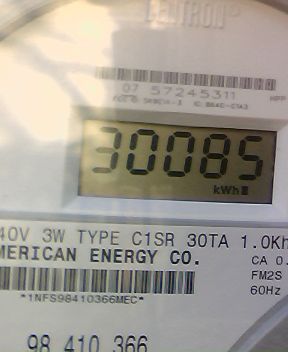 CENTRON®
07 57245311
30085
kWh
40V 3W TYPE C1SR 30TA 1.0Kh
MERICAN ENERGY CO.
CA 0.
FM2S
60Hz
*1NFS98410366MEC*
98 410 366